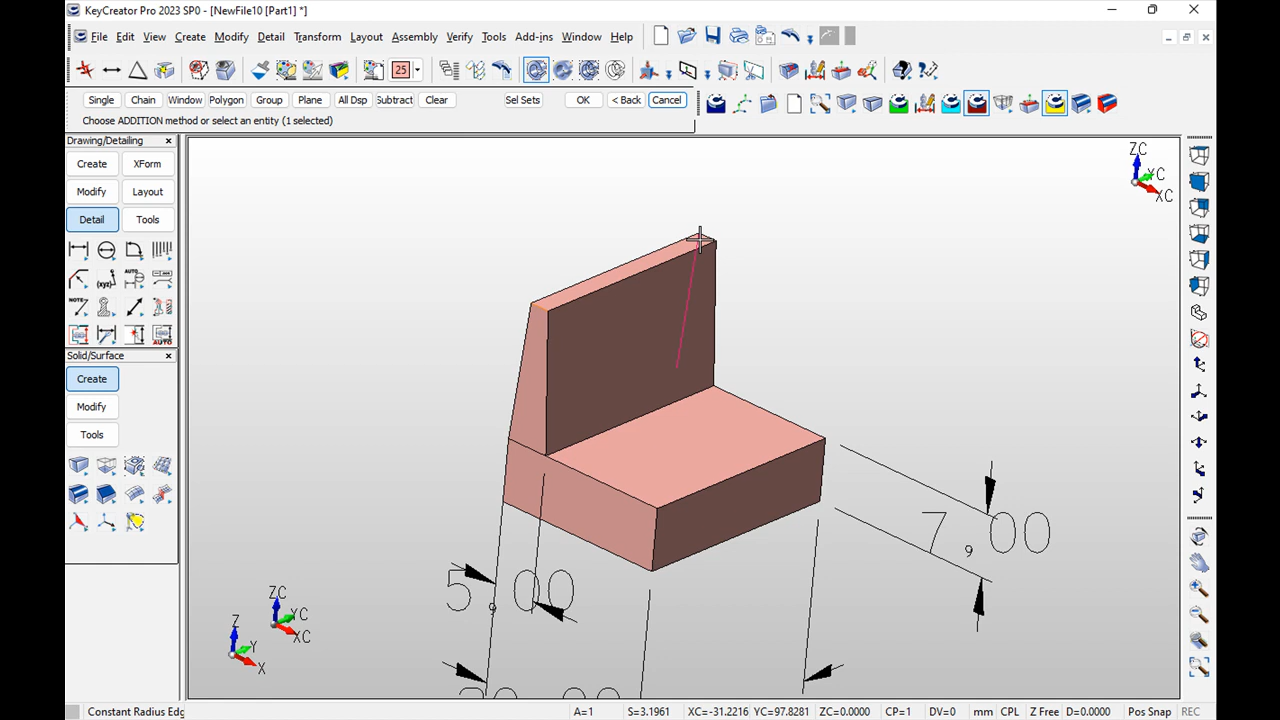 KeyCreator Pro 2023 SP0 - [NewFile10 [Part1] *]
File Edit View Create Modify Detail Transform Layout Assembly Verify Tools Add-ins Window Help
25
Single Chain Window Polygon Group Plane All Dsp Subtract Clear Sel Sets OK < Back Cancel
Choose ADDITION method or select an entity (1 selected)
Drawing/Detailing
Create XForm
Modify Layout
Detail Tools
Solid/Surface
Create
Modify
Tools
ZC
YC
XC
7,00
5,00
ZC
YC
XC
Z
Y
X
Constant Radius Edg A=1 S=3.1961 XC=-31.2216 YC=97.8281 ZC=0.0000 CP=1 DV=0 mm CPL Z Free D=0.0000 Pos Snap REC